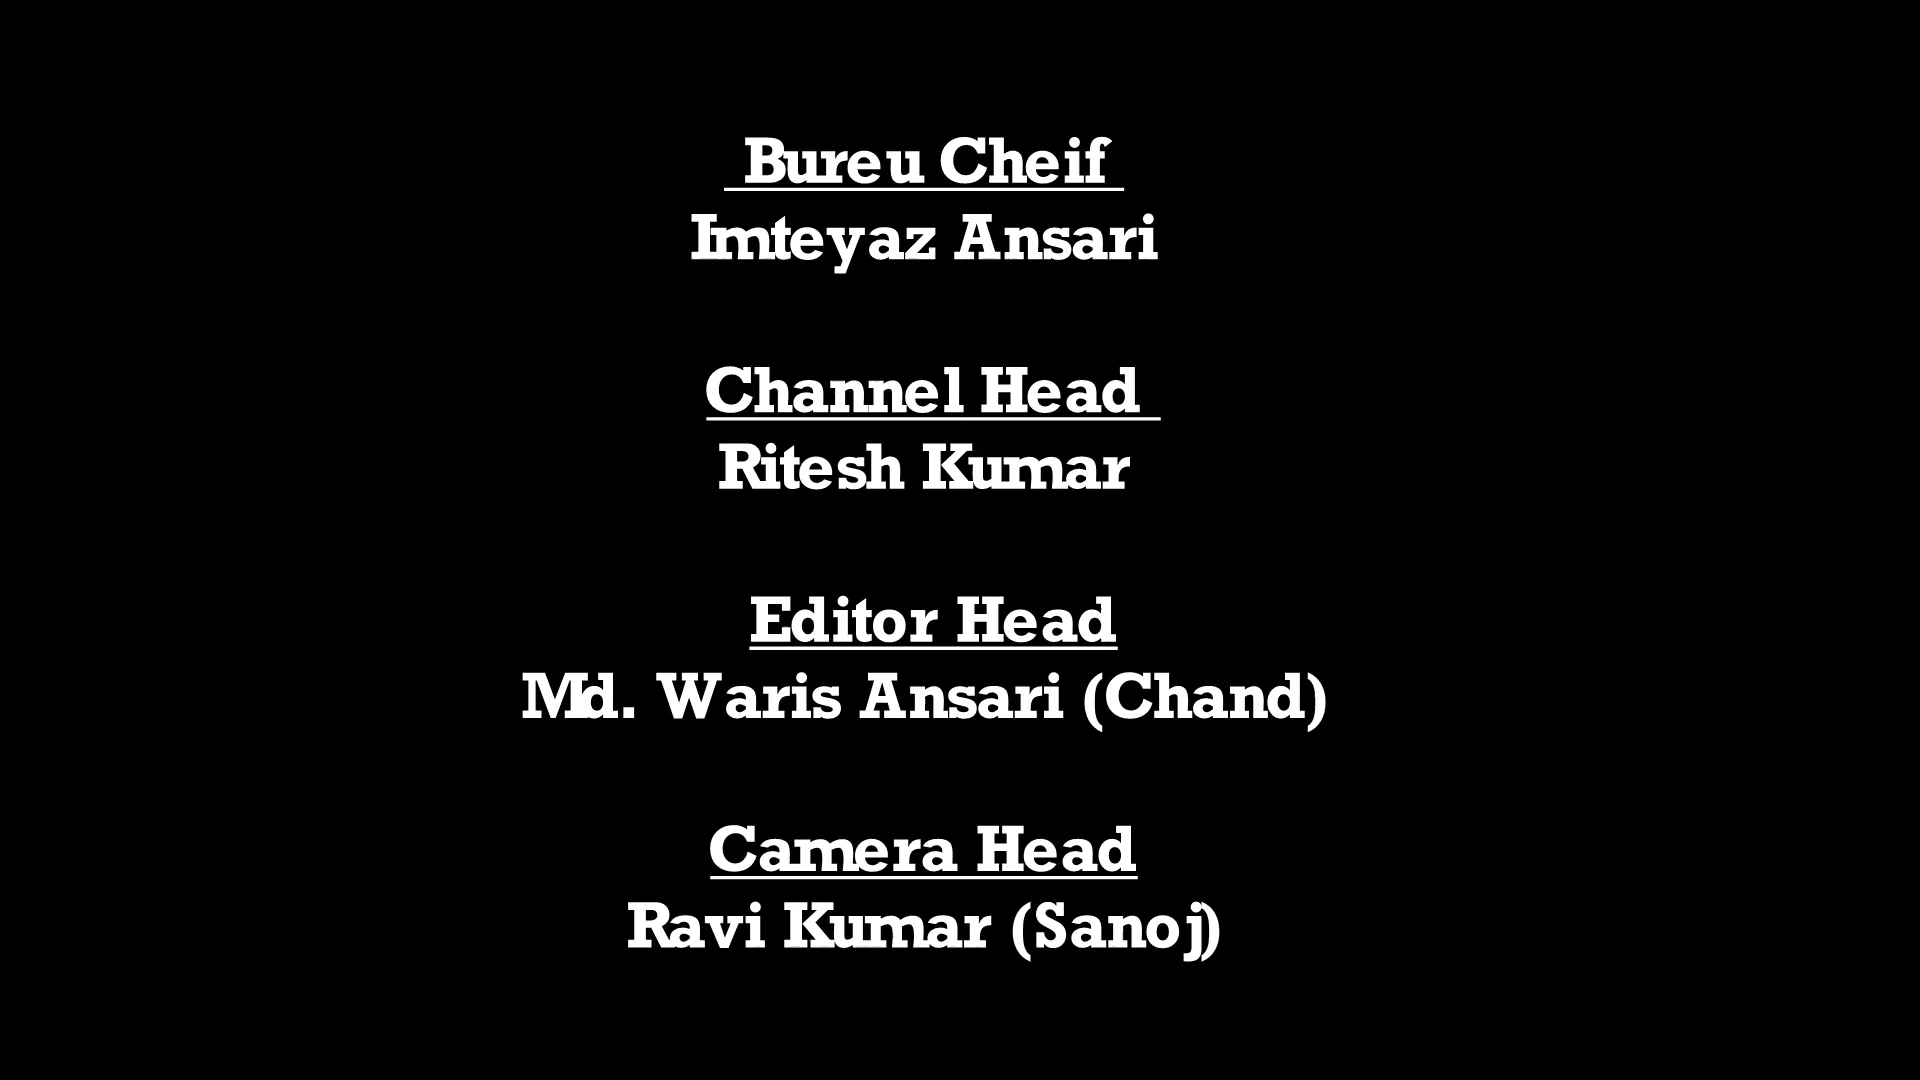 Bureu Cheif
Imteyaz Ansari
Channel Head
Ritesh Kumar
Editor Head
Md. Waris Ansari (Chand)
Camera Head
Ravi Kumar (Sanoj)